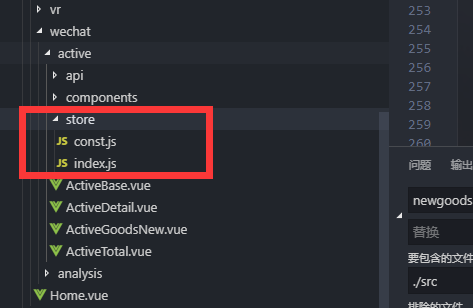 vr
wechat
active
api
components
store
JS const.js
JS index.js
ActiveBase.vue
ActiveDetail.vue
ActiveGoodsNew.vue
ActiveTotal.vue
analysis
Home.vue
253
254
255
256
257
258
259
260
问题 输出
newgoods
替换
要包含的文件
./src
排除的文件